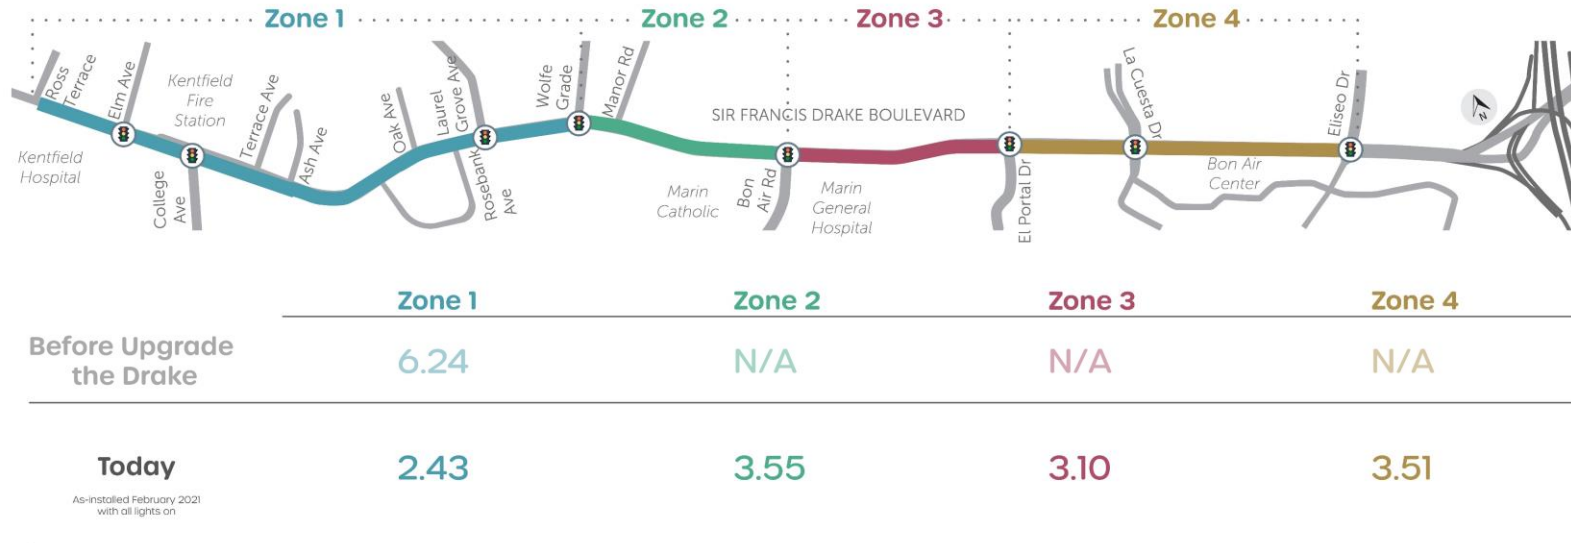 Zone 1
Zone 2
Zone 3
Zone 4
Ross
Terrace
Elm Ave
Kentfield
Fire
Station
Terrace Ave
Ash Ave
Oak Ave
Laurel
Grove Ave
Wolfe
Grade
Manor Rd
SIR FRANCIS DRAKE BOULEVARD
La Cuesta Dr
Eliseo Dr
N
Kentfield
Hospital
College
Ave
Rosebank
Ave
Marin
Catholic
Bon
Air Rd
Marin
General
Hospital
El Portal Dr
Bon Air
Center
Zone 1
Zone 2
Zone 3
Zone 4
Before Upgrade
the Drake
6.24
N/A
N/A
N/A
Today
2.43
3.55
3.10
3.51
As-installed February 2021
with all lights on